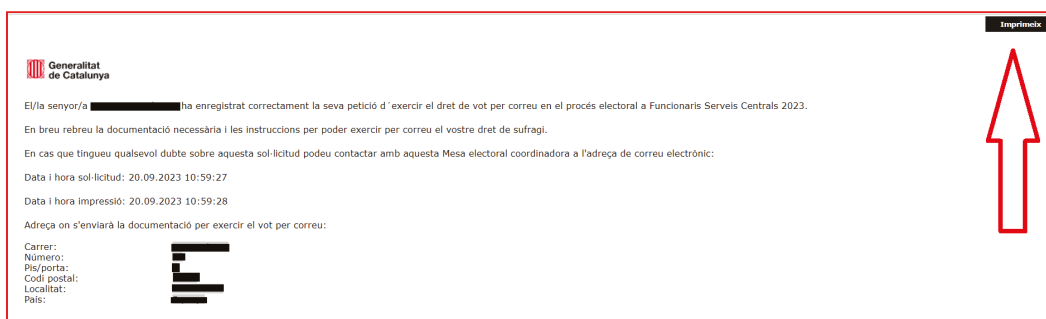 Imprimeix
Generalitat
de Catalunya
El/la senyor/a ha enregistrat correctament la seva petició d´exercir el dret de vot per correu en el procés electoral a Funcionaris Serveis Centrals 2023.
En breu rebreu la documentació necessària i les instruccions per poder exercir per correu el vostre dret de sufragi.
En cas que tingueu qualsevol dubte sobre aquesta sol·licitud podeu contactar amb aquesta Mesa electoral coordinadora a l'adreça de correu electrònic:
Data i hora sol·licitud: 20.09.2023 10:59:27
Data i hora impressió: 20.09.2023 10:59:28
Adreça on s'enviarà la documentació per exercir el vot per correu:
Carrer:
Número:
Pis/porta:
Codi postal:
Localitat:
País: